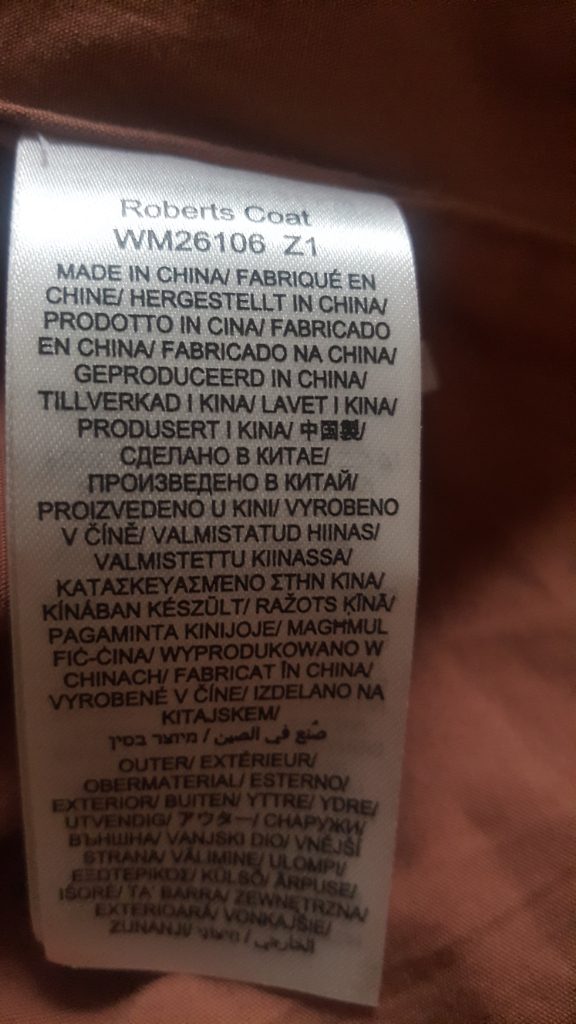 Roberts Coat
WM26106 Z1
MADE IN CHINA/ FABRIQUÉ EN
CHINE/ HERGESTELLT IN CHINA/
PRODOTTO IN CINA/ FABRICADO
EN CHINA/ FABRICADO NA CHINA/
GEPRODUCEERD IN CHINA/
TILLVERKAD I KINA/ LAVET I KINA/
PRODUSERT I KINA/ 中国製/
СДЕЛАНО В КИТАЕ/
ПРОИЗВЕДЕНО В КИТАЙ/
PROIZVEDENO U KINI/ VYROBENO
V ČÍNĚ/ VALMISTATUD HIINAS/
VALMISTETTU KIINASSA/
ΚΑΤΑΣΚΕΥΑΣΜΕΝΟ ΣΤΗΝ ΚΙΝΑ/
KÍNÁBAN KÉSZÜLT/ RAŽOTS ĶĪNĀ/
PAGAMINTA KINIJOJE/ MAGĦMUL
FIĊ-ĊINA/ WYPRODUKOWANO W
CHINACH/ FABRICAT ÎN CHINA/
VYROBENÉ V ČÍNE/ IZDELANO NA
KITAJSKEM/
صُنع في الصين / מיוצר בסין
OUTER/ EXTÉRIEUR/
OBERMATERIAL/ ESTERNO/
EXTERIOR/ BUITEN/ YTTRE/ YDRE/
UTVENDIG/ アウター/ СНАРУЖИ/
ВЪНШНА/ VANJSKI DIO/ VNĚJŠÍ
STRANA/ VÄLIMINE/ ULOMPI/
ΕΞΩΤΕΡΙΚΟΣ/ KÜLSŐ/ ĀRPUSE/
IŠORĖ/ TA' BARRA/ ZEWNĘTRZNA/
EXTERIOARĂ/ VONKAJŠIE/
ZUNANJI/ חיצוני / الخارجي